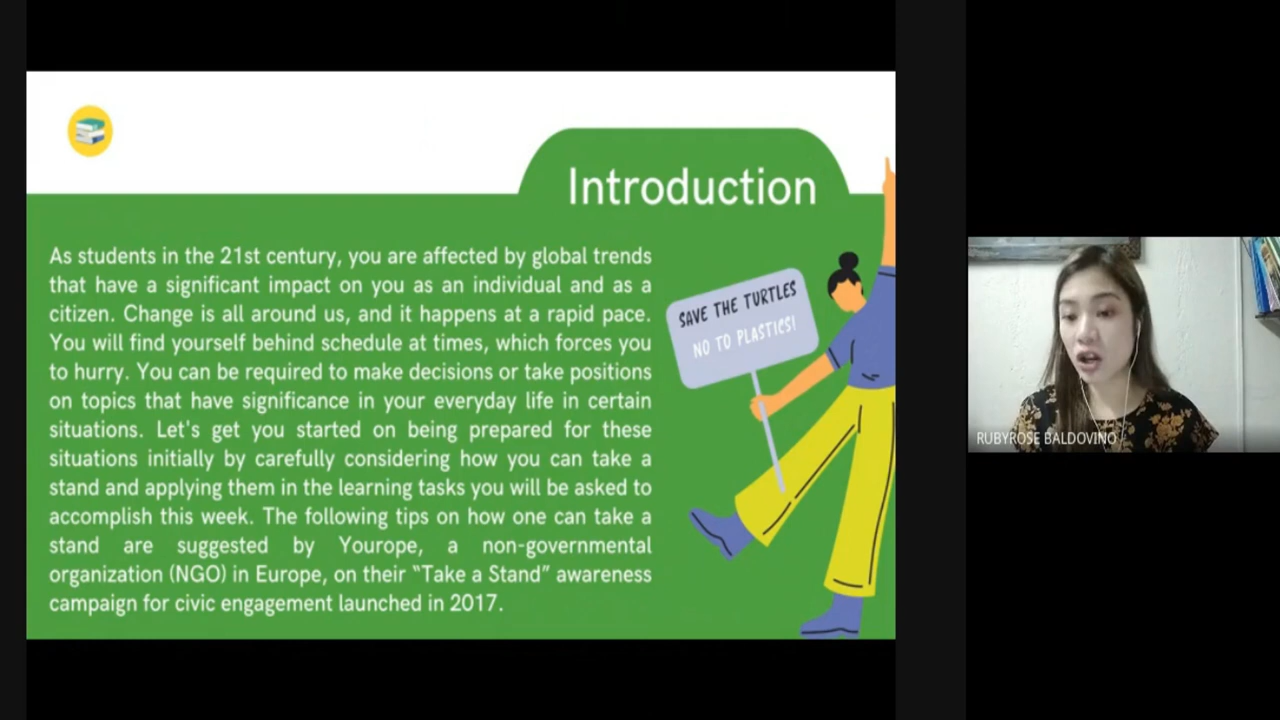 Introduction
As students in the 21st century, you are affected by global trends
that have a significant impact on you as an individual and as a
citizen. Change is all around us, and it happens at a rapid pace.
You will find yourself behind schedule at times, which forces you
to hurry. You can be required to make decisions or take positions
on topics that have significance in your everyday life in certain
situations. Let's get you started on being prepared for these
situations initially by carefully considering how you can take a
stand and applying them in the learning tasks you will be asked to
accomplish this week. The following tips on how one can take a
stand are suggested by Yourope, a non-governmental
organization (NGO) in Europe, on their “Take a Stand” awareness
campaign for civic engagement launched in 2017.
SAVE THE TURTLES
NO TO PLASTICS!
RUBYROSE BALDOVINO